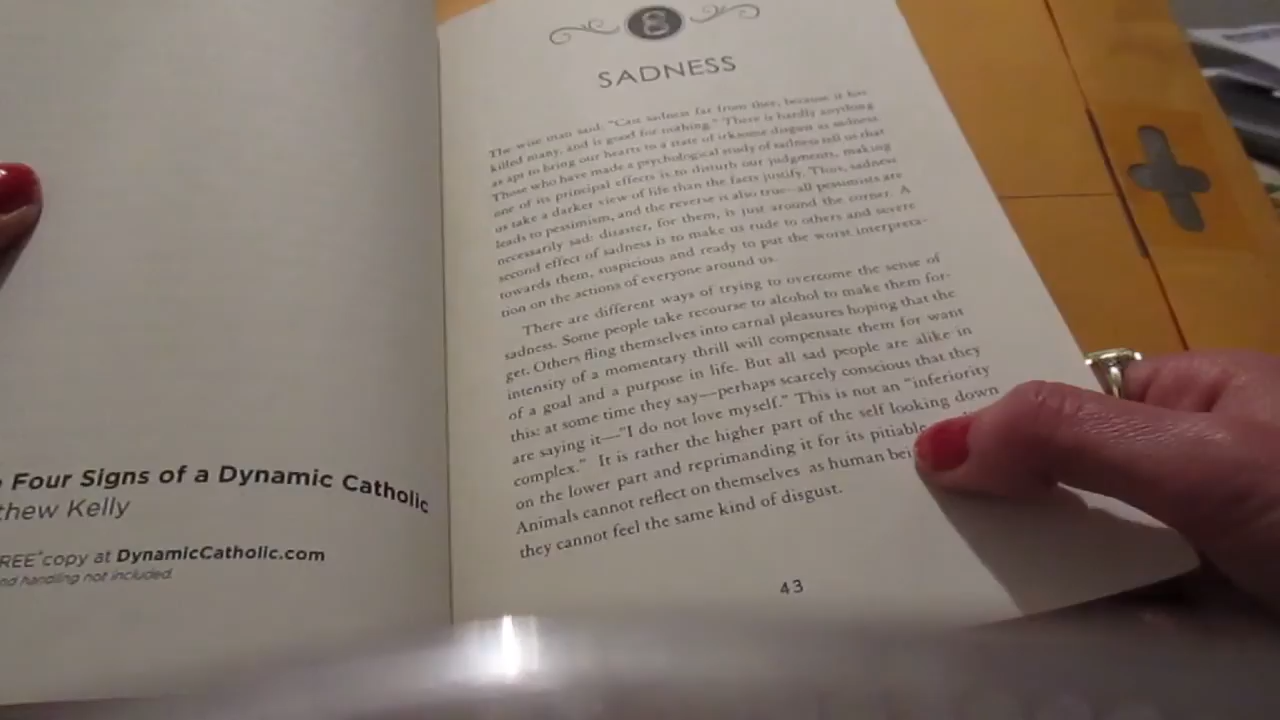 Four Signs of a Dynamic Catholic
thew Kelly
REE* copy at DynamicCatholic.com
nd handling not included.
8
SADNESS
The wise man said: "Cast sadness far from thee, because it has
killed many, and is good for nothing." There is hardly anything
as apt to bring our hearts to a state of irksome disgust as sadness.
Those who have made a psychological study of sadness tell us that
one of its principal effects is to disturb our judgments, making
us take a darker view of life than the facts justify. Thus, sadness
leads to pessimism, and the reverse is also true—all pessimists are
necessarily sad: disaster, for them, is just around the corner. A
second effect of sadness is to make us rude to others and severe
towards them, suspicious and ready to put the worst interpreta-
tion on the actions of everyone around us.
There are different ways of trying to overcome the sense of
sadness. Some people take recourse to alcohol to make them for-
get. Others fling themselves into carnal pleasures hoping that the
intensity of a momentary thrill will compensate them for want
of a goal and a purpose in life. But all sad people are alike in
this: at some time they say—perhaps scarcely conscious that they
are saying it—"I do not love myself." This is not an "inferiority
complex." It is rather the higher part of the self looking down
on the lower part and reprimanding it for its pitiable
Animals cannot reflect on themselves as human bei
they cannot feel the same kind of disgust.
43